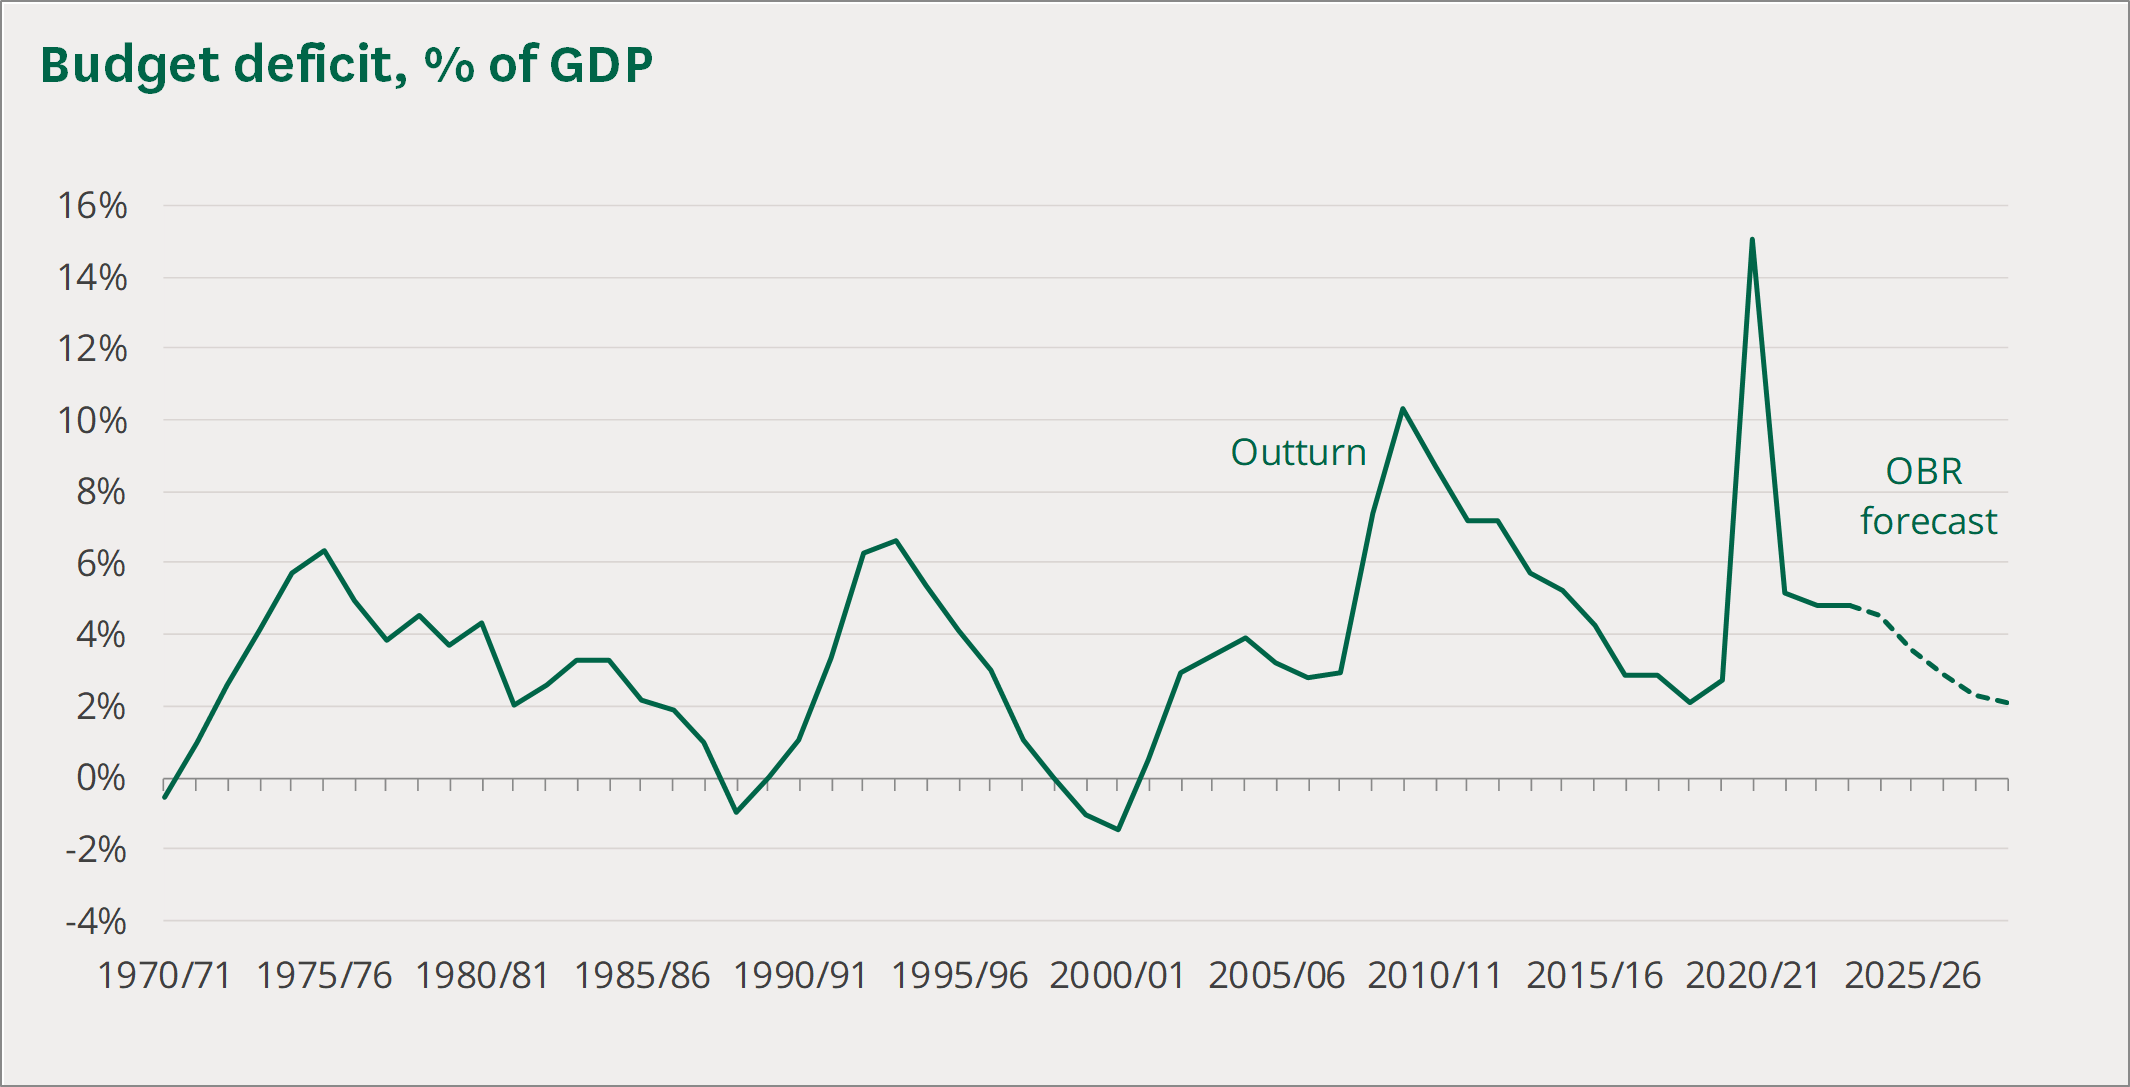 Budget deficit, % of GDP
16%
14%
12%
10%
8%
6%
4%
2%
0%
-2%
-4%
Outturn
OBR
forecast
1970/71 1975/76 1980/81 1985/86 1990/91 1995/96 2000/01 2005/06 2010/11 2015/16 2020/21 2025/26